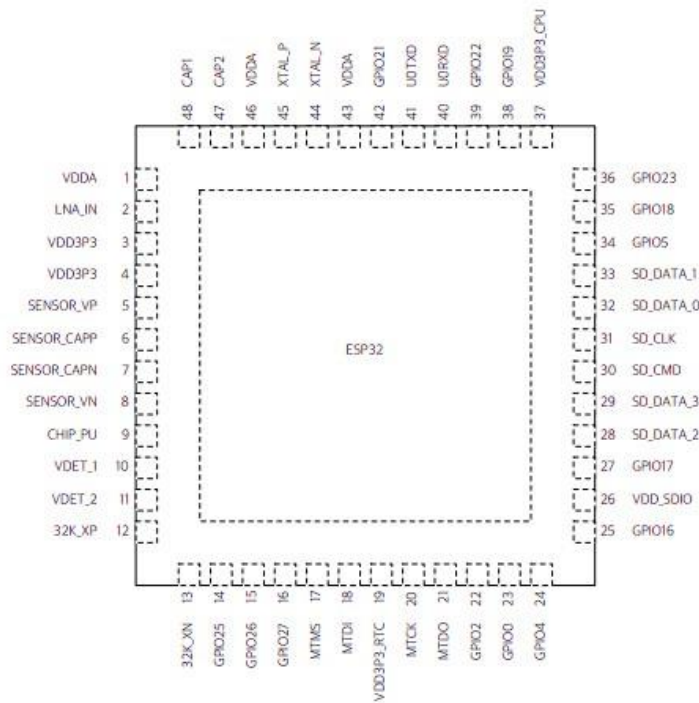 CAP1 CAP2 VDDA XTAL_P XTAL_N VDDA GPIO21 U0TXD U0RXD GPIO22 GPIO19 VDD3P3_CPU
48 47 46 45 44 43 42 41 40 39 38 37
VDDA 1 36 GPIO23
LNA_IN 2 35 GPIO18
VDD3P3 3 34 GPIO5
VDD3P3 4 33 SD_DATA_1
SENSOR_VP 5 32 SD_DATA_0
SENSOR_CAPP 6 31 SD_CLK
ESP32
SENSOR_CAPN 7 30 SD_CMD
SENSOR_VN 8 29 SD_DATA_3
CHIP_PU 9 28 SD_DATA_2
VDET_1 10 27 GPIO17
VDET_2 11 26 VDD_SDIO
32K_XP 12 25 GPIO16
13 14 15 16 17 18 19 20 21 22 23 24
32K_XN GPIO25 GPIO26 GPIO27 MTMS MTDI VDD3P3_RTC MTCK MTDO GPIO2 GPIO0 GPIO4